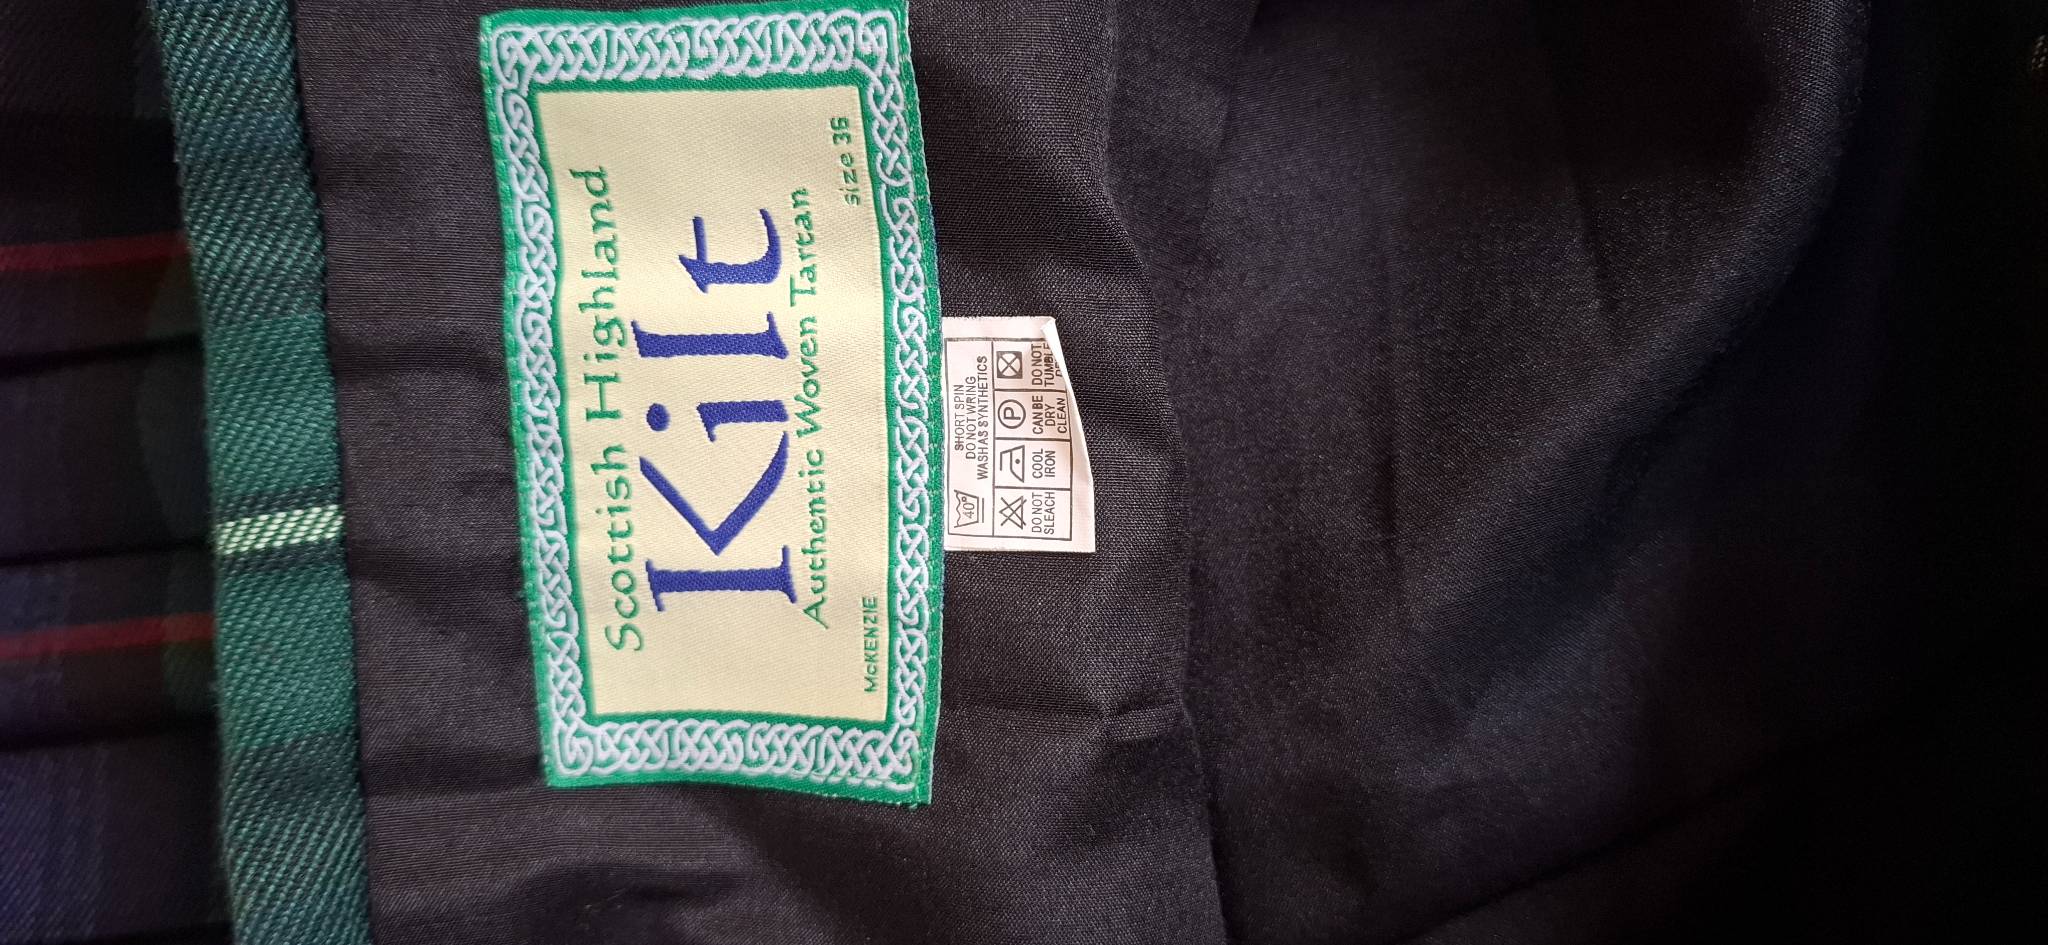 Scottish Highland
Kilt
Authentic Woven Tartan
McKENZIE
Size 36
SHORT SPIN
DO NOT WRING
40° WASH AS SYNTHETICS
P
DO NOT COOL CAN BE DO NOT
SLEACH IRON DRY TUMBLE
CLEAN